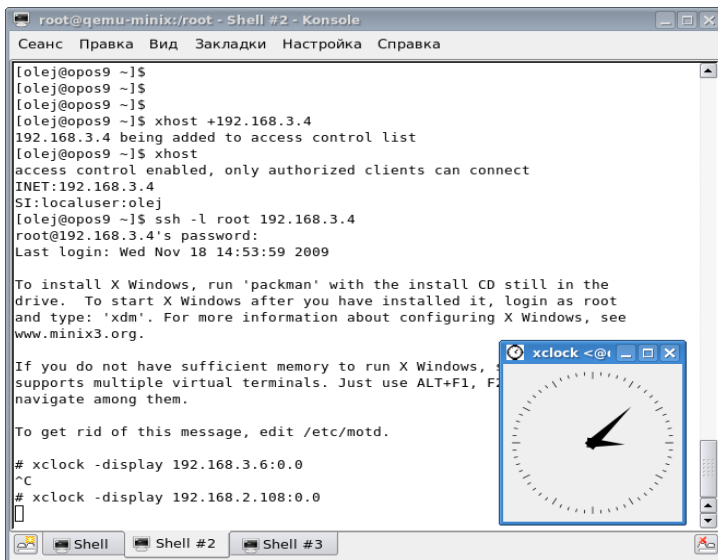 root@qemu-minix:/root - Shell #2 - Konsole
Сеанс Правка Вид Закладки Настройка Справка
[olej@opos9 ~]$
[olej@opos9 ~]$
[olej@opos9 ~]$
[olej@opos9 ~]$ xhost +192.168.3.4
192.168.3.4 being added to access control list
[olej@opos9 ~]$ xhost
access control enabled, only authorized clients can connect
INET:192.168.3.4
SI:localuser:olej
[olej@opos9 ~]$ ssh -l root 192.168.3.4
root@192.168.3.4's password:
Last login: Wed Nov 18 14:53:59 2009
To install X Windows, run 'packman' with the install CD still in the
drive.  To start X Windows after you have installed it, login as root
and type: 'xdm'. For more information about configuring X Windows, see
www.minix3.org.
xclock <@
If you do not have sufficient memory to run X Windows,
supports multiple virtual terminals. Just use ALT+F1,
navigate among them.
To get rid of this message, edit /etc/motd.
# xclock -display 192.168.3.6:0.0
^C
# xclock -display 192.168.2.108:0.0
Shell Shell #2 Shell #3